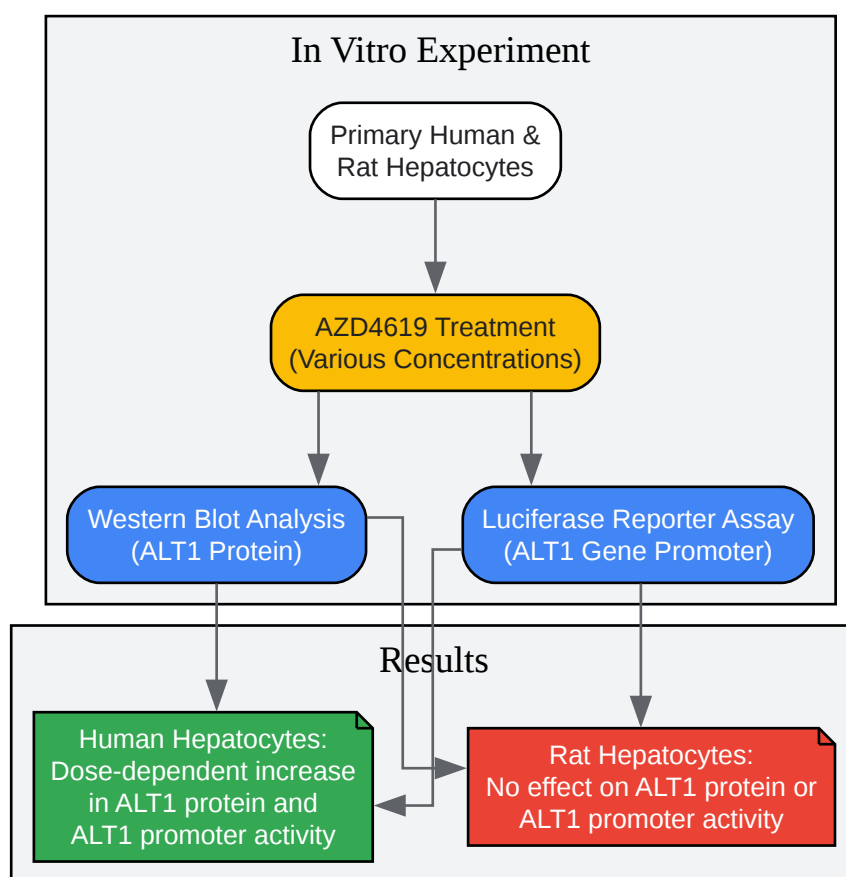 In Vitro Experiment
Primary Human &
Rat Hepatocytes
AZD4619 Treatment
(Various Concentrations)
Western Blot Analysis
(ALT1 Protein)
Luciferase Reporter Assay
(ALT1 Gene Promoter)
Results
Human Hepatocytes:
Dose-dependent increase
in ALT1 protein and
ALT1 promoter activity
Rat Hepatocytes:
No effect on ALT1 protein or
ALT1 promoter activity